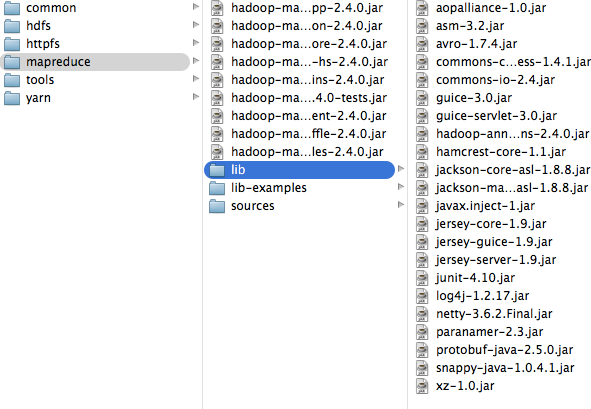 common
hdfs
httpfs
mapreduce
tools
yarn
hadoop-ma...pp-2.4.0.jar
hadoop-ma...on-2.4.0.jar
hadoop-ma...ore-2.4.0.jar
hadoop-ma...-hs-2.4.0.jar
hadoop-ma...ins-2.4.0.jar
hadoop-ma....4.0-tests.jar
hadoop-ma...ent-2.4.0.jar
hadoop-ma...ffle-2.4.0.jar
hadoop-ma...les-2.4.0.jar
lib
lib-examples
sources
aopalliance-1.0.jar
asm-3.2.jar
avro-1.7.4.jar
commons-c...ess-1.4.1.jar
commons-io-2.4.jar
guice-3.0.jar
guice-servlet-3.0.jar
hadoop-ann...ns-2.4.0.jar
hamcrest-core-1.1.jar
jackson-core-asl-1.8.8.jar
jackson-ma...asl-1.8.8.jar
javax.inject-1.jar
jersey-core-1.9.jar
jersey-guice-1.9.jar
jersey-server-1.9.jar
junit-4.10.jar
log4j-1.2.17.jar
netty-3.6.2.Final.jar
paranamer-2.3.jar
protobuf-java-2.5.0.jar
snappy-java-1.0.4.1.jar
xz-1.0.jar